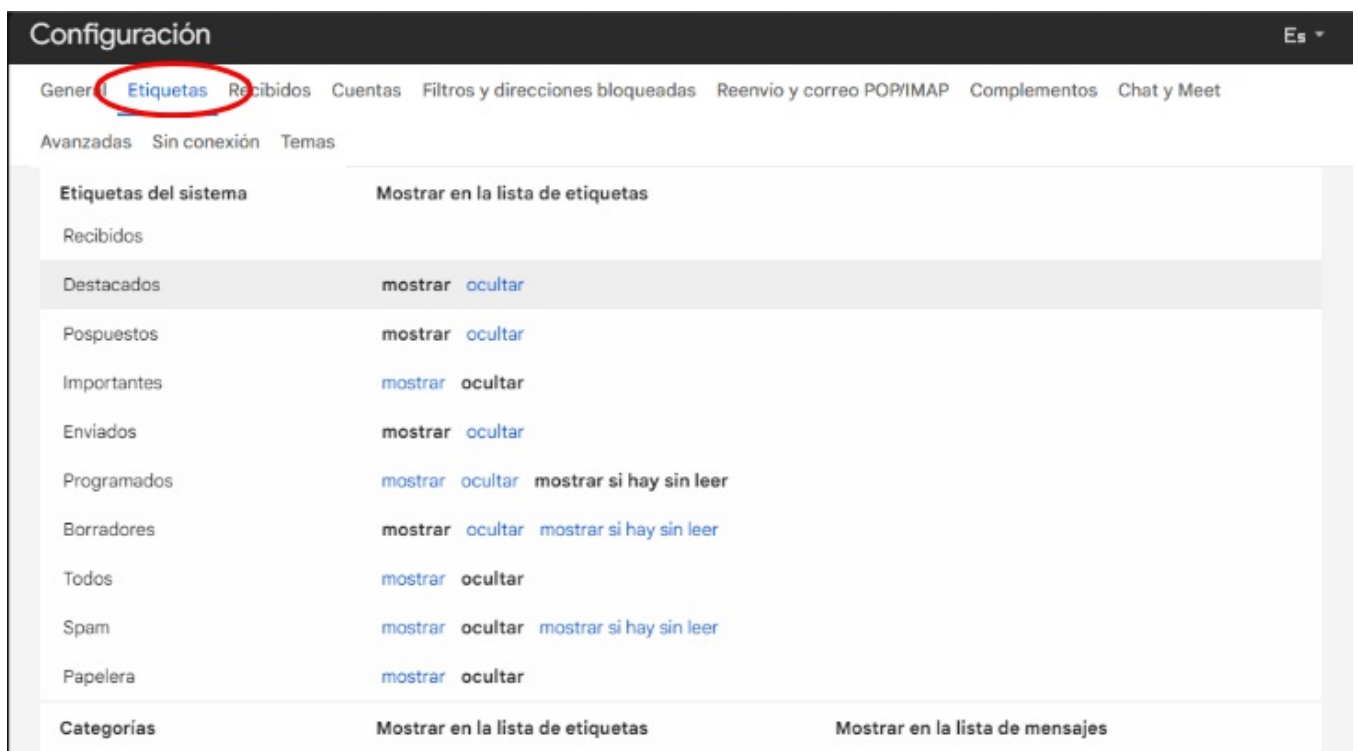 Configuración Es
General Etiquetas Recibidos Cuentas Filtros y direcciones bloqueadas Reenvío y correo POP/IMAP Complementos Chat y Meet
Avanzadas Sin conexión Temas
Etiquetas del sistema Mostrar en la lista de etiquetas
Recibidos
Destacados mostrar ocultar
Pospuestos mostrar ocultar
Importantes mostrar ocultar
Enviados mostrar ocultar
Programados mostrar ocultar mostrar si hay sin leer
Borradores mostrar ocultar mostrar si hay sin leer
Todos mostrar ocultar
Spam mostrar ocultar mostrar si hay sin leer
Papelera mostrar ocultar
Categorías Mostrar en la lista de etiquetas Mostrar en la lista de mensajes